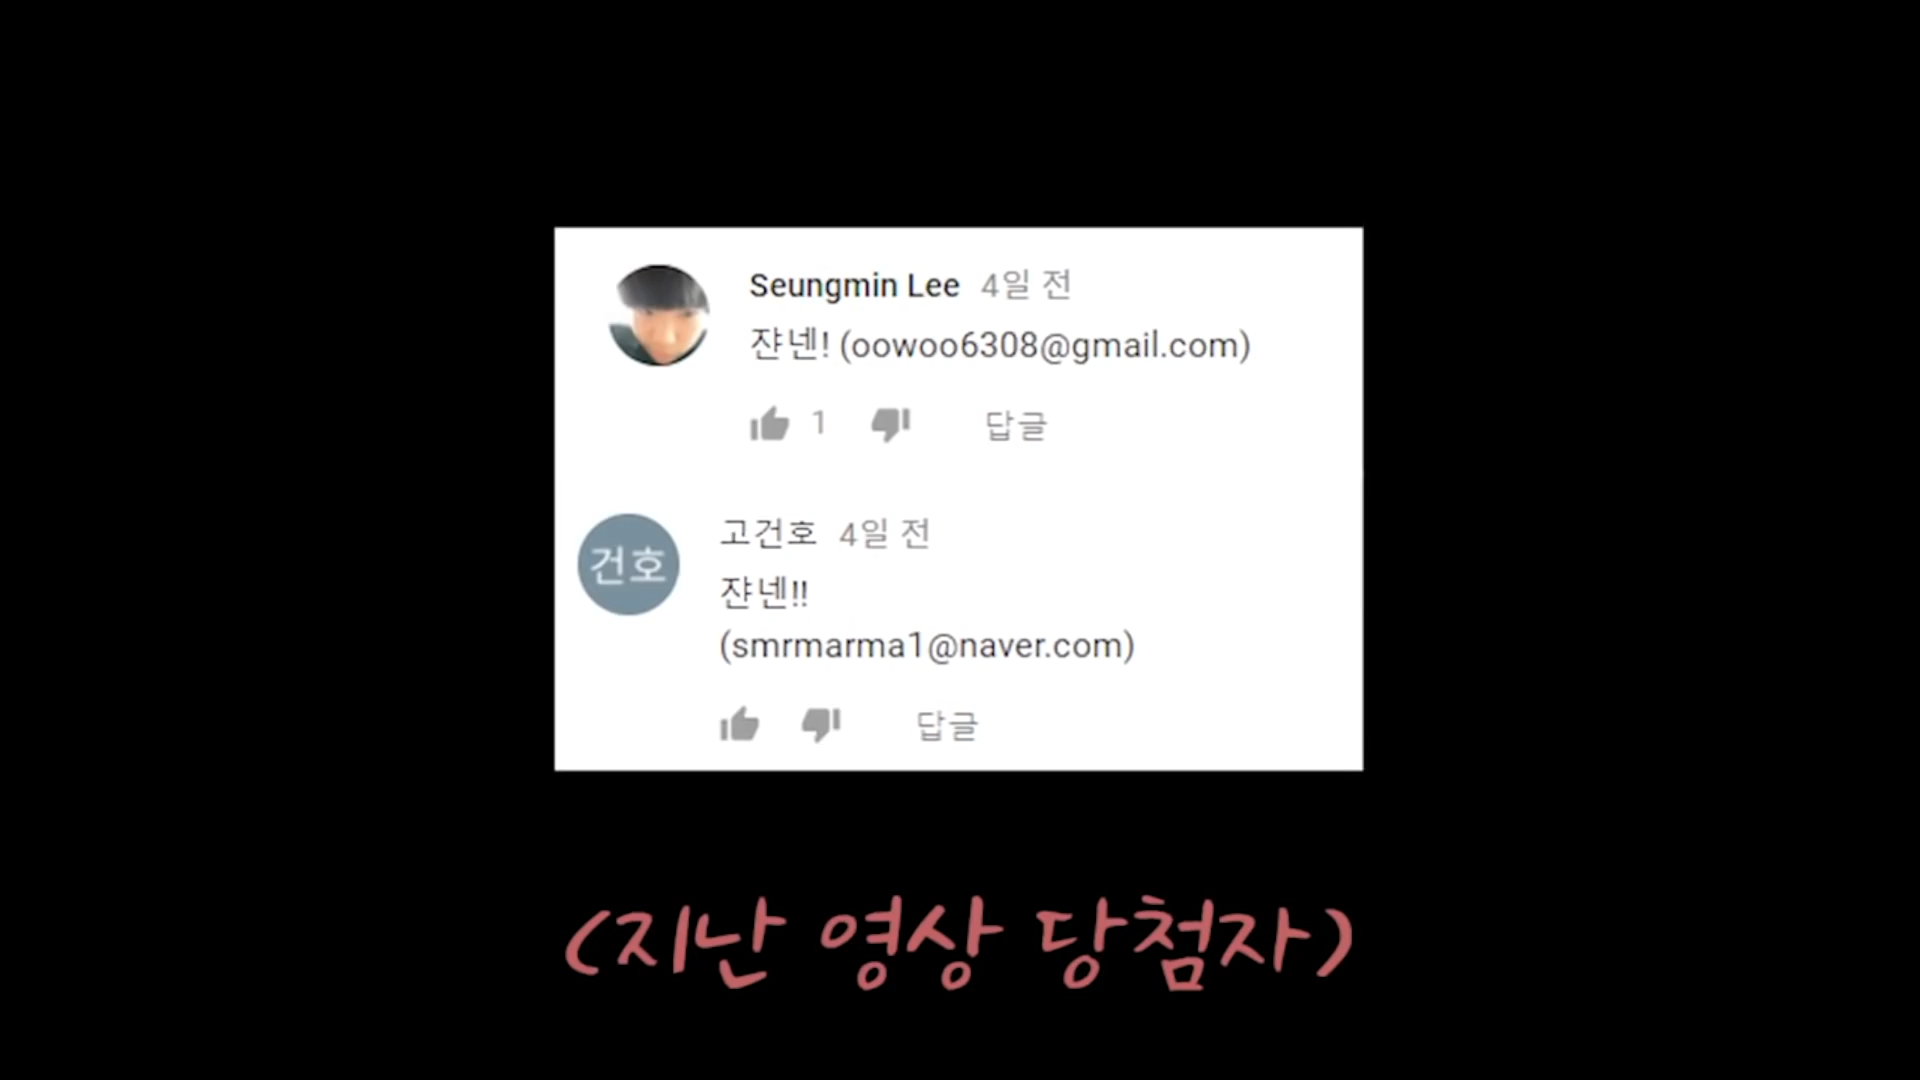 Seungmin Lee 4일 전
쟌넨! (oowoo6308@gmail.com)
1 답글
건호
고건호 4일 전
쟌넨!!
(smrmarma1@naver.com)
답글
(지난 영상 당첨자)